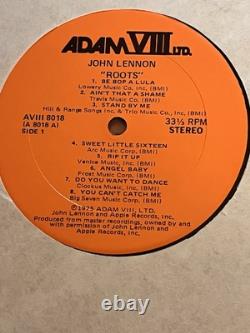 ADAM VIII LTD.
JOHN LENNON
"ROOTS"
AVIII 8018
(A 8018 A)
SIDE 1
33⅓ RPM
STEREO
1. BE BOP A LULA
Lowery Music Co., Inc. (BMI)
2. AIN'T THAT A SHAME
Travis Music Co. (BMI)
3. STAND BY ME
Hill & Range Songs Inc. & Trio Music Co., Inc. (BMI)
4. SWEET LITTLE SIXTEEN
Arc Music Corp. (BMI)
5. RIP IT UP
Venice Music, Inc. (BMI)
6. ANGEL BABY
Frost Music Corp. (BMI)
7. DO YOU WANT TO DANCE
Clockus Music, Inc. (BMI)
8. YOU CAN'T CATCH ME
Big Seven Music Corp. (BMI)
©1975 ADAM VIII, LTD.
Produced from master recordings, owned by
John Lennon and Apple Records, Inc.
with permission of John Lennon and
Apple Records, Inc.